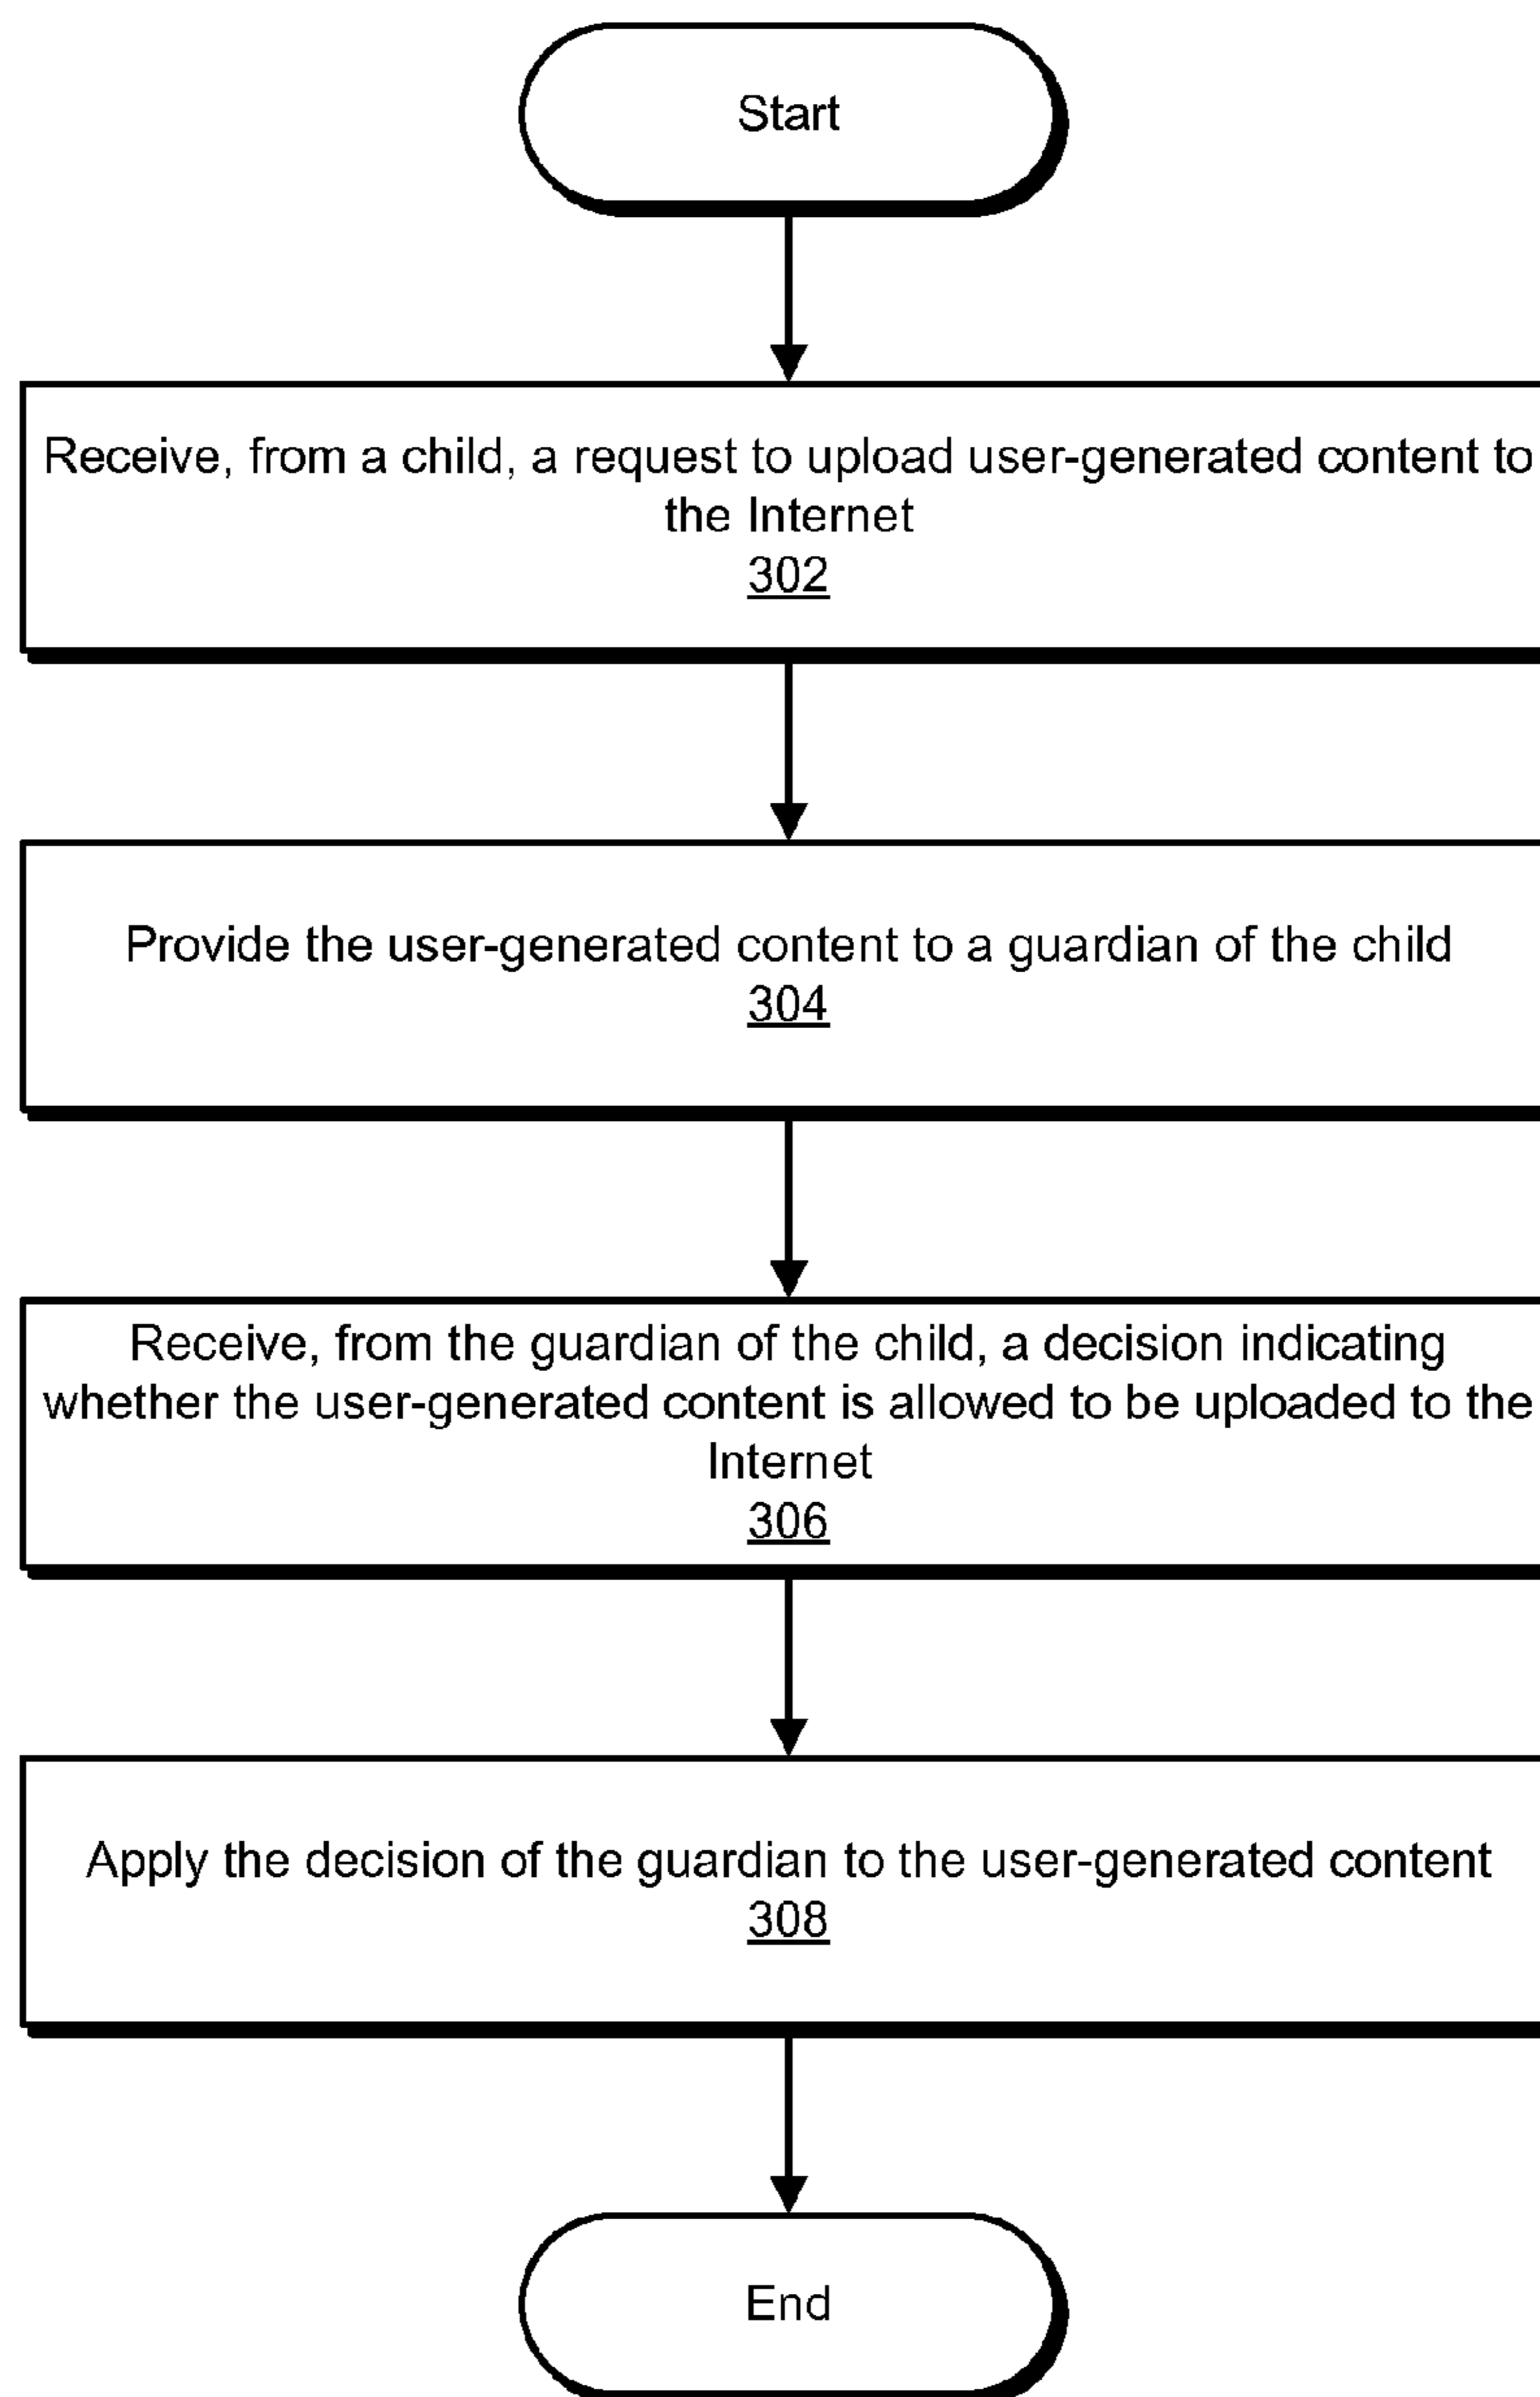 Start
Receive, from a child, a request to upload user-generated content to
the Internet
302
Provide the user-generated content to a guardian of the child
304
Receive, from the guardian of the child, a decision indicating
whether the user-generated content is allowed to be uploaded to the
Internet
306
Apply the decision of the guardian to the user-generated content
308
End